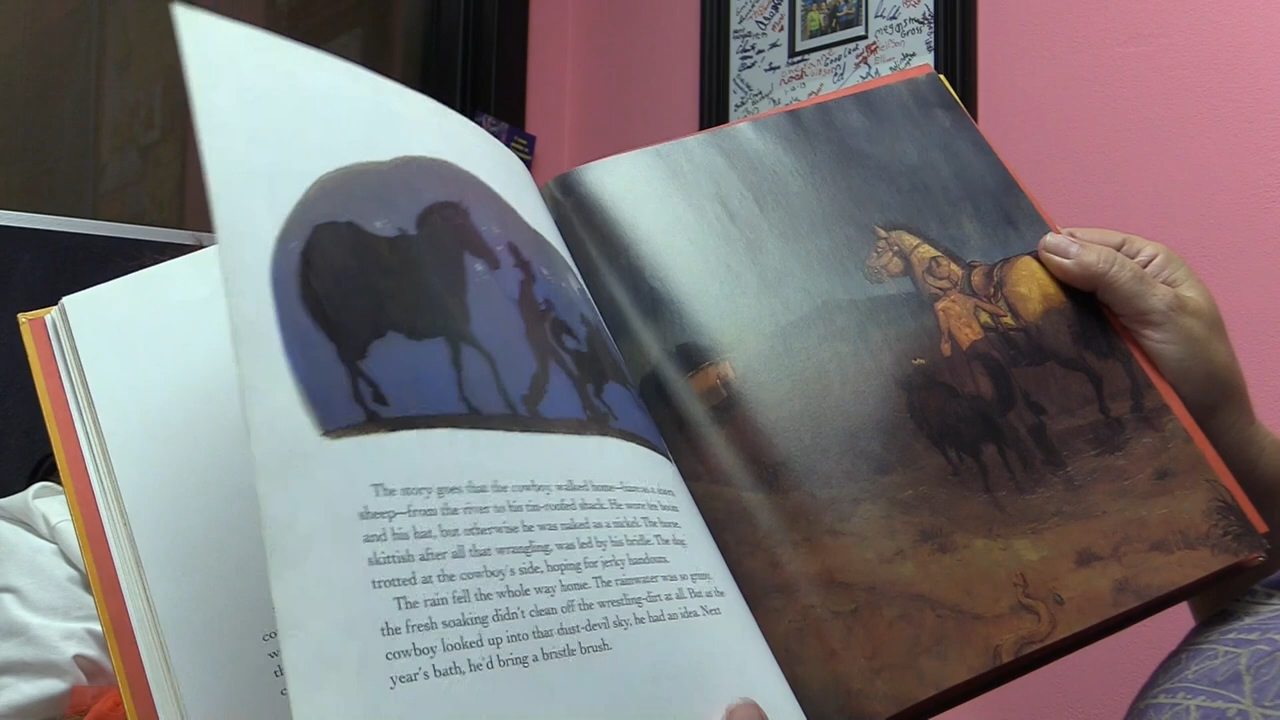 The story goes that the cowboy walked home—bare as a shorn
sheep—from the river to his tin-roofed shack. He wore his boots
and his hat, but otherwise he was naked as a nickel. The horse,
skittish after all that wrangling, was led by his bridle. The dog
trotted at the cowboy's side, hoping for jerky handouts.
The rain fell the whole way home. The rainwater was so grimy,
the fresh soaking didn't clean off the wrestling-dirt at all. But as the
cowboy looked up into that dust-devil sky, he had an idea. Next
year's bath, he'd bring a bristle brush.
co
w
th
c